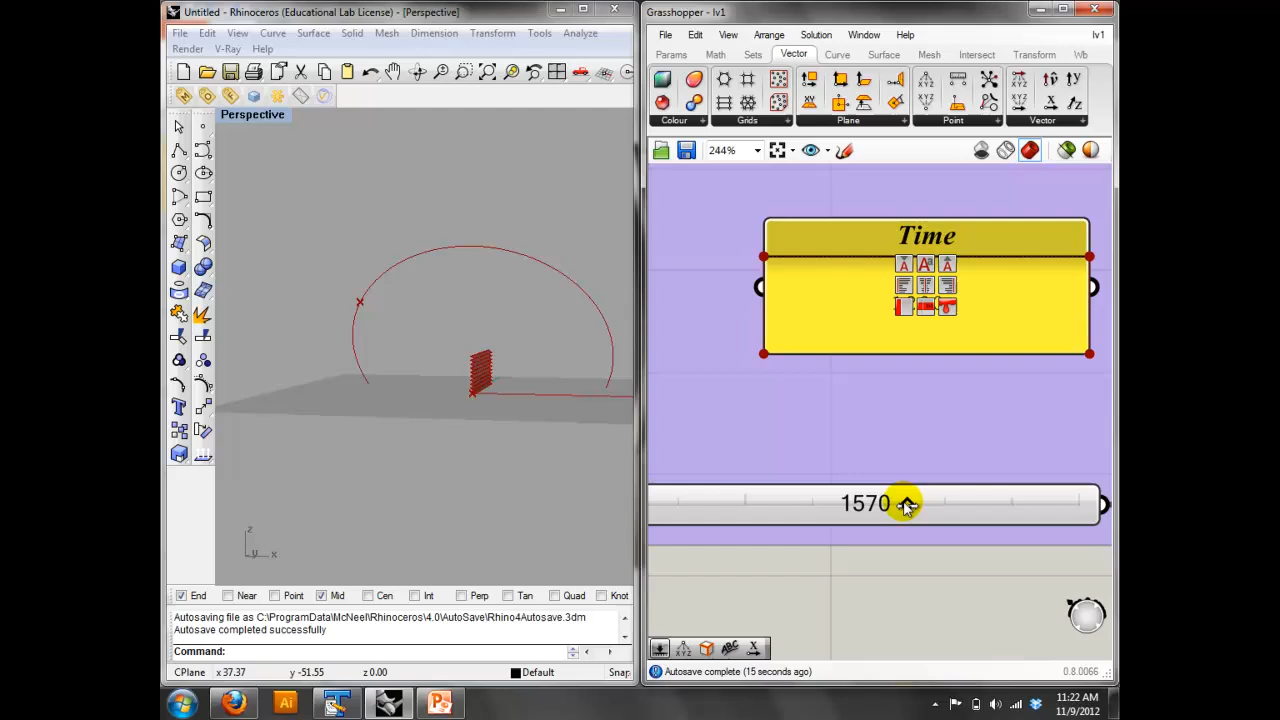 Untitled - Rhinoceros (Educational Lab License) - [Perspective]
File Edit View Curve Surface Solid Mesh Dimension Transform Tools Analyze
Render V-Ray Help
Perspective
z
y x
End Near Point Mid Cen Int Perp Tan Quad Knot
Autosaving file as C:\ProgramData\McNeel\Rhinoceros\4.0\AutoSave\Rhino4Autosave.3dm
Autosave completed successfully
Command:
CPlane x 37.37 y -51.55 z 0.00 Default Snap
Grasshopper - lv1
File Edit View Arrange Solution Window Help lv1
Params Math Sets Vector Curve Surface Mesh Intersect Transform Wb
Colour Grids Plane Point Vector
244%
Time
1570
Autosave complete (15 seconds ago) 0.8.0066
11:22 AM
11/9/2012